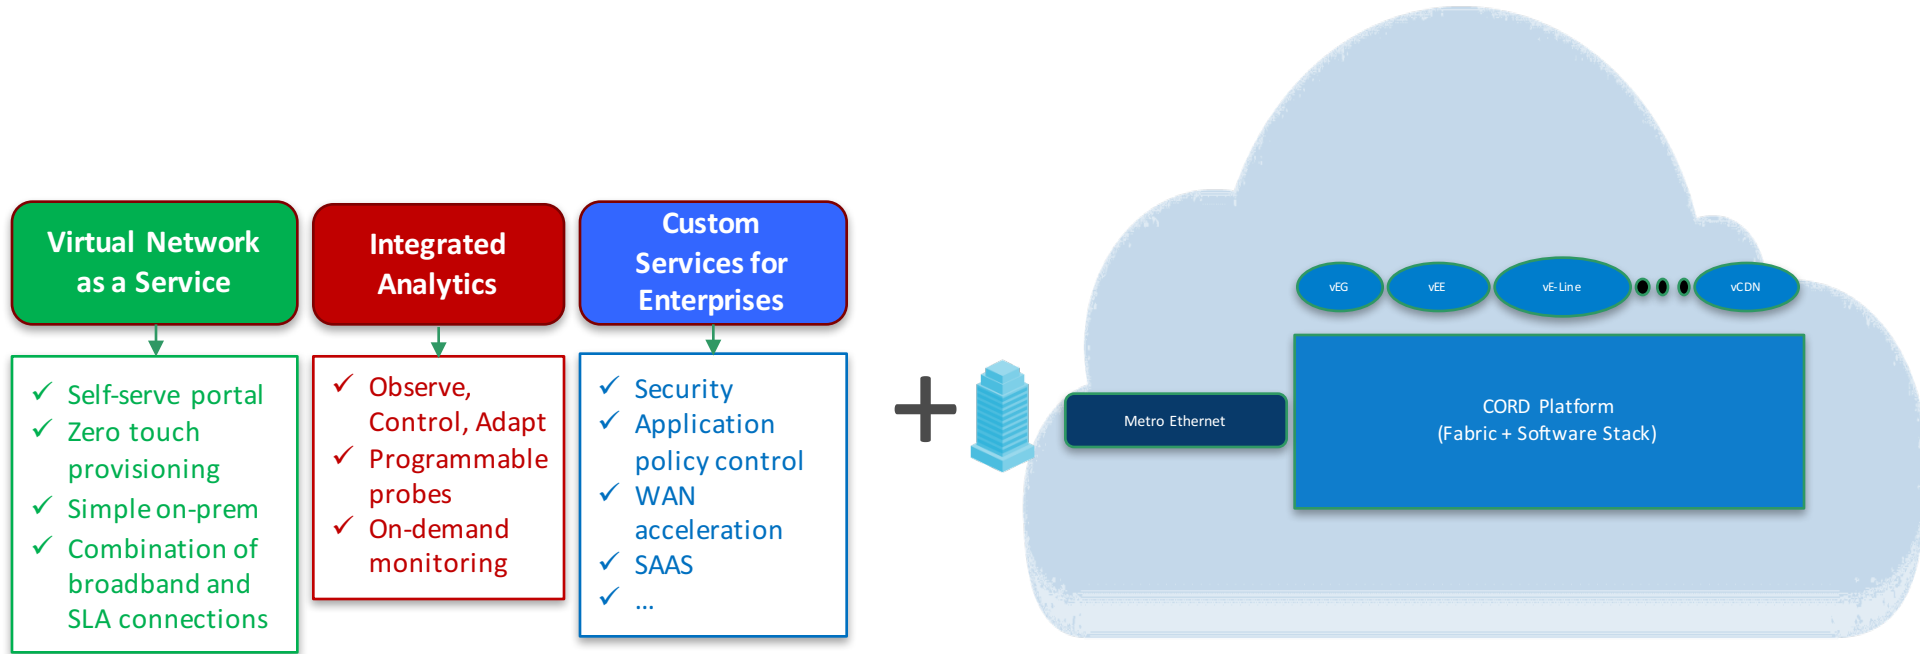 Virtual Network
as a Service
Self-serve portal
Zero touch
provisioning
Simple on-prem
Combination of
broadband and
SLA connections
Integrated
Analytics
Observe,
Control, Adapt
Programmable
probes
On-demand
monitoring
Custom
Services for
Enterprises
Security
Application
policy control
WAN
acceleration
SAAS
...
Metro Ethernet
vEG
vEE
vE-Line
vCDN
CORD Platform
(Fabric + Software Stack)